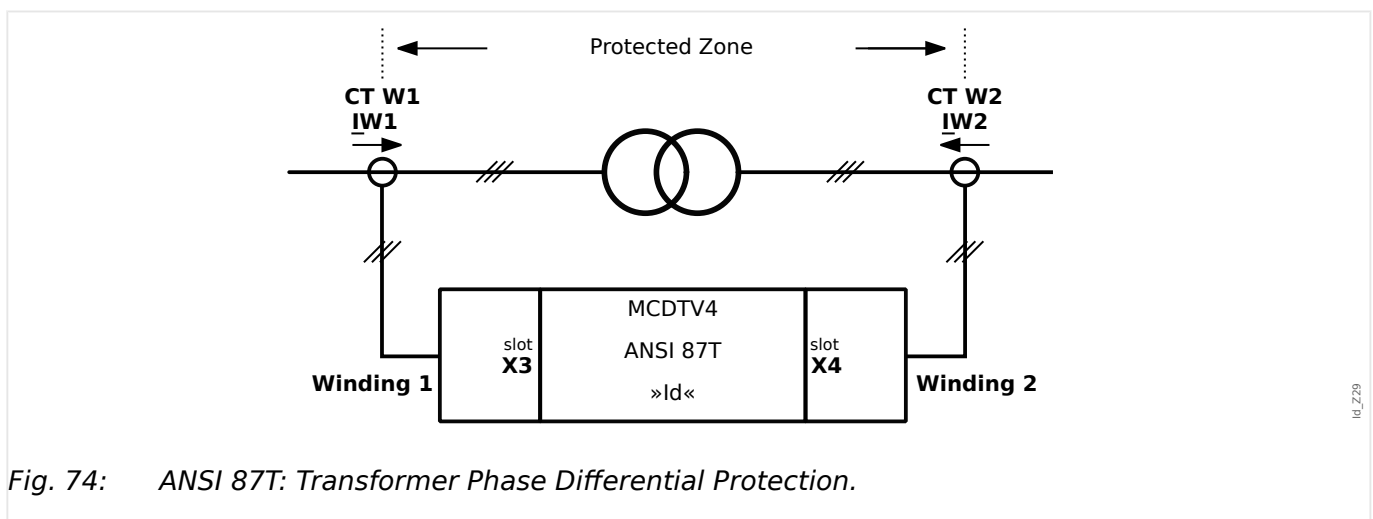 Protected Zone
CT W1
IW1
CT W2
IW2
MCDTV4
ANSI 87T
»Id«
slot
X3
slot
X4
Winding 1
Winding 2
Id_Z29
Fig. 74: ANSI 87T: Transformer Phase Differential Protection.